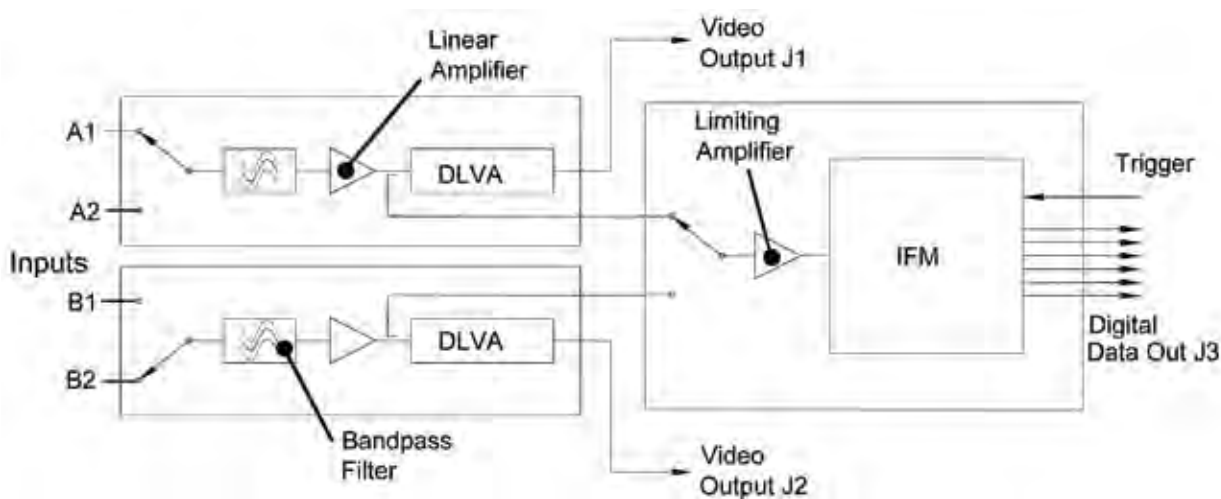 Video
Output J1
Linear
Amplifier
A1
A2
DLVA
Limiting
Amplifier
IFM
Trigger
Digital
Data Out J3
Inputs
B1
B2
DLVA
Bandpass
Filter
Video
Output J2